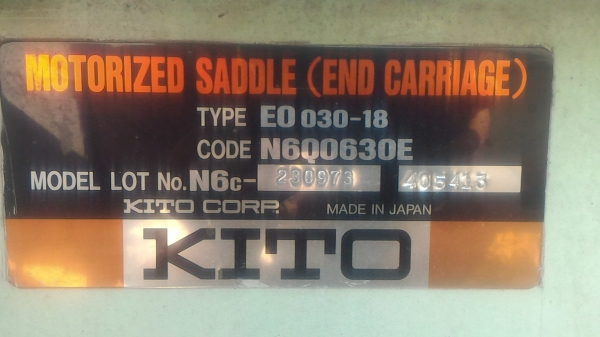 MOTORIZED SADDLE (END CARRIAGE)
TYPE EO 030-18
CODE N6Q0630E
MODEL LOT No. N6c- 230973 405413
KITO CORP. MADE IN JAPAN
KITO